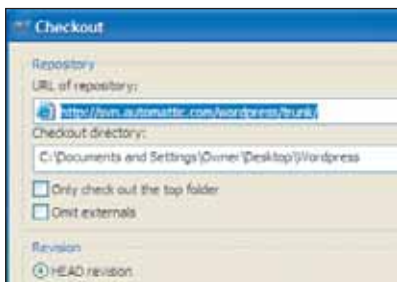 Checkout
Repository
URL of repository:
http://svn.automattic.com/wordpress/trunk/
Checkout directory:
C:\Documents and Settings\Owner\Desktop\Wordpress
Only check out the top folder
Omit externals
Revision
HEAD revision